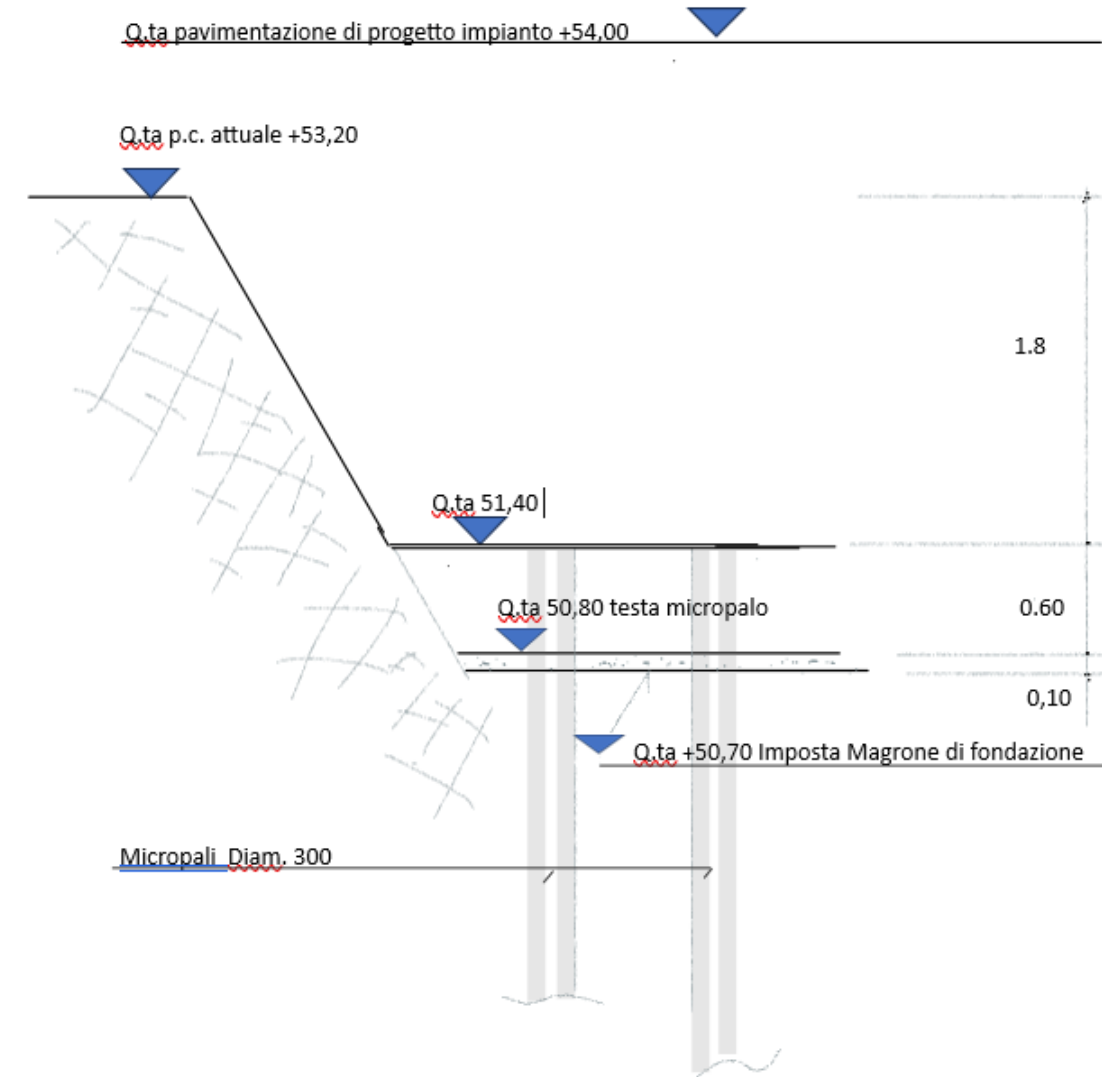 Q.ta pavimentazione di progetto impianto +54,00
Q.ta p.c. attuale +53,20
1.8
Q.ta 51,40
Q.ta 50,80 testa micropalo
0.60
0,10
Q.ta +50,70 Imposta Magrone di fondazione
Micropali Diam. 300